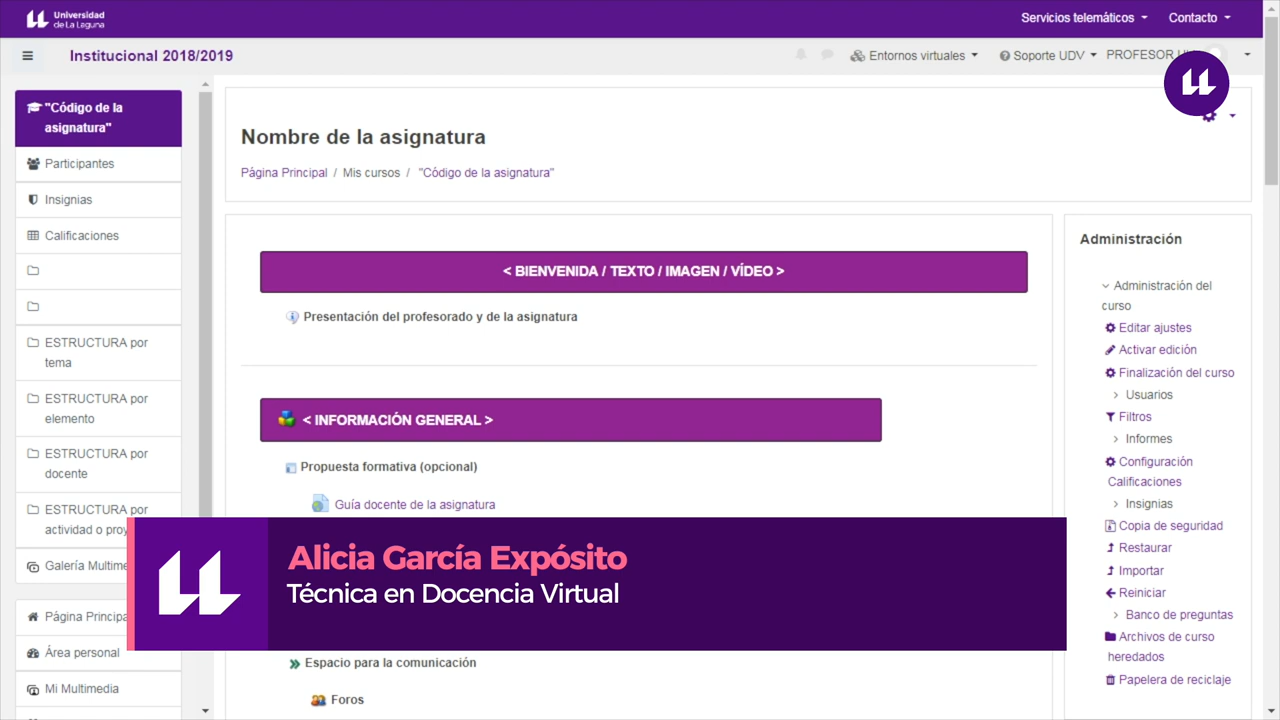 Universidad
de La Laguna
Servicios telemáticos
Contacto
Institucional 2018/2019
Entornos virtuales
Soporte UDV
PROFESOR
"Código de la
asignatura"
Participantes
Insignias
Calificaciones
ESTRUCTURA por
tema
ESTRUCTURA por
elemento
ESTRUCTURA por
docente
ESTRUCTURA por
actividad o
Galería
Página
Área personal
Mi Multimedia
Nombre de la asignatura
Página Principal / Mis cursos / "Código de la asignatura"
< BIENVENIDA / TEXTO / IMAGEN / VÍDEO >
Presentación del profesorado y de la asignatura
< INFORMACIÓN GENERAL >
Propuesta formativa (opcional)
Guía docente de la asignatura
Alicia García Expósito
Técnica en Docencia Virtual
Espacio para la comunicación
Foros
Administración
Administración del
curso
Editar ajustes
Activar edición
Finalización del curso
Usuarios
Filtros
Informes
Configuración
Calificaciones
Insignias
Copia de seguridad
Restaurar
Importar
Reiniciar
Banco de preguntas
Archivos de curso
heredados
Papelera de reciclaje